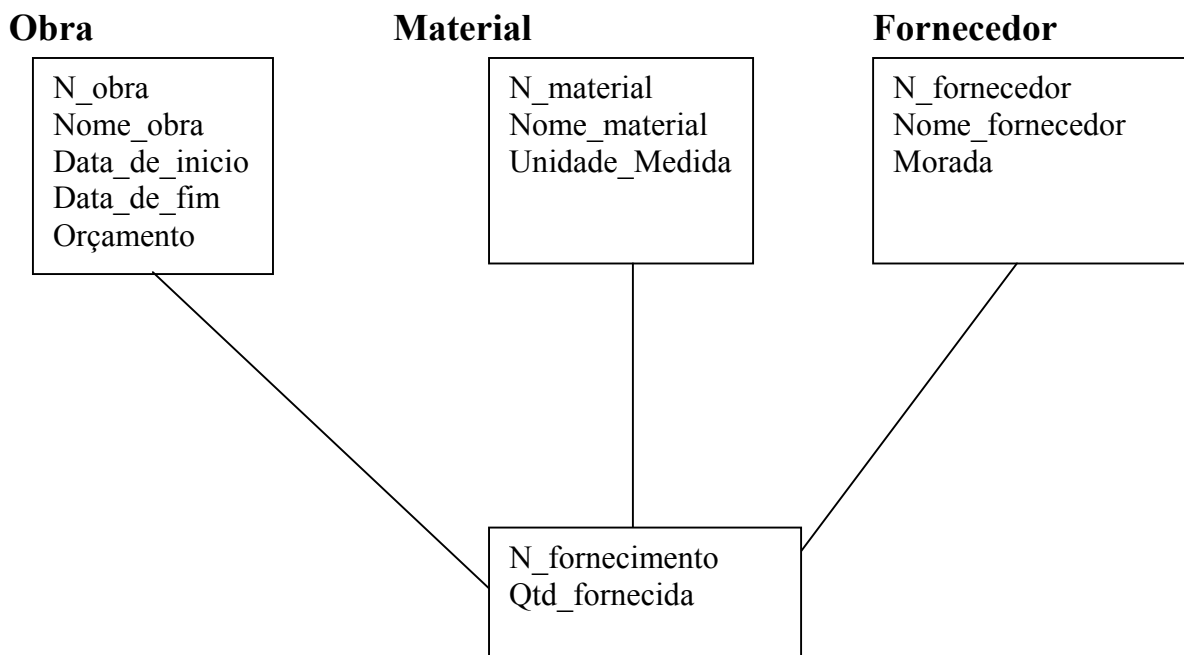 Obra
N_obra
Nome_obra
Data_de_inicio
Data_de_fim
Orçamento
Material
N_material
Nome_material
Unidade_Medida
Fornecedor
N_fornecedor
Nome_fornecedor
Morada
N_fornecimento
Qtd_fornecida